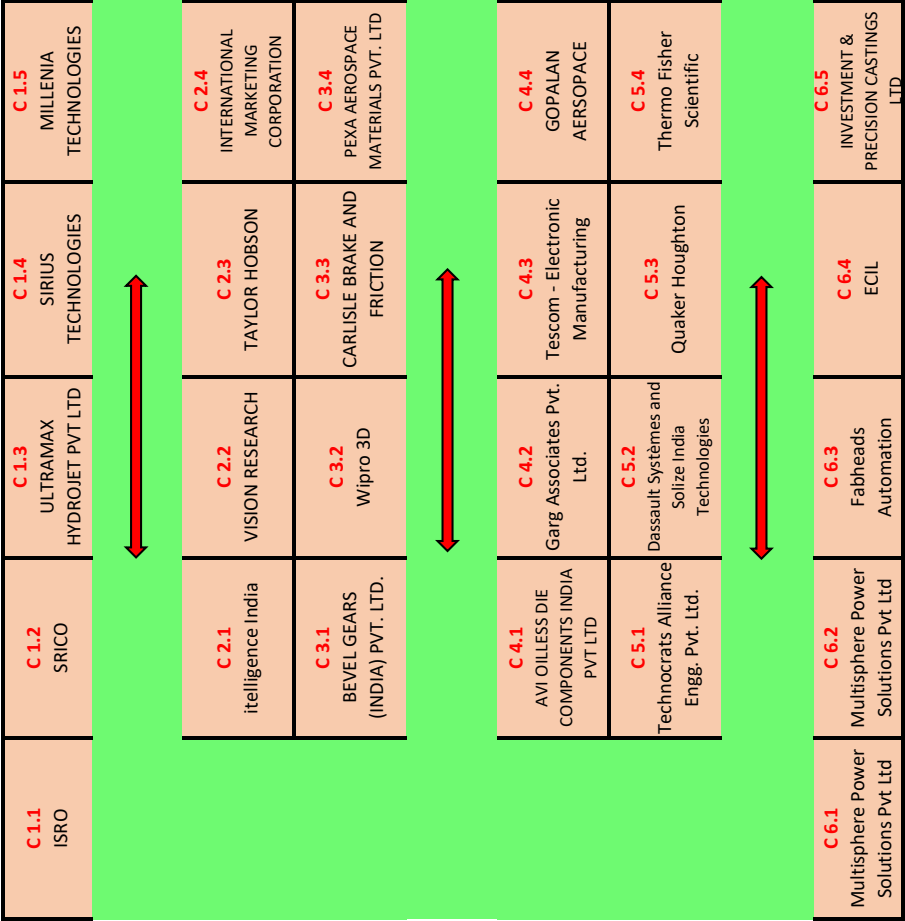 C 1.1
ISRO
C 1.2
SRICO
C 1.3
ULTRAMAX
HYDROJET PVT LTD
C 1.4
SIRIUS
TECHNOLOGIES
C 1.5
MILLENIA
TECHNOLOGIES
C 2.1
itelligence India
C 2.2
VISION RESEARCH
C 2.3
TAYLOR HOBSON
C 2.4
INTERNATIONAL
MARKETING
CORPORATION
C 3.1
BEVEL GEARS
(INDIA) PVT. LTD.
C 3.2
Wipro 3D
C 3.3
CARLISLE BRAKE AND
FRICTION
C 3.4
PEXA AEROSPACE
MATERIALS PVT. LTD
C 4.1
AVI OILLESS DIE
COMPONENTS INDIA
PVT LTD
C 4.2
Garg Associates Pvt.
Ltd.
C 4.3
Tescom - Electronic
Manufacturing
C 4.4
GOPALAN
AERSOPACE
C 5.1
Technocrats Alliance
Engg. Pvt. Ltd.
C 5.2
Dassault Systèmes and
Solize India
Technologies
C 5.3
Quaker Houghton
C 5.4
Thermo Fisher
Scientific
C 6.1
Multisphere Power
Solutions Pvt Ltd
C 6.2
Multisphere Power
Solutions Pvt Ltd
C 6.3
Fabheads
Automation
C 6.4
ECIL
C 6.5
INVESTMENT &
PRECISION CASTINGS
LTD